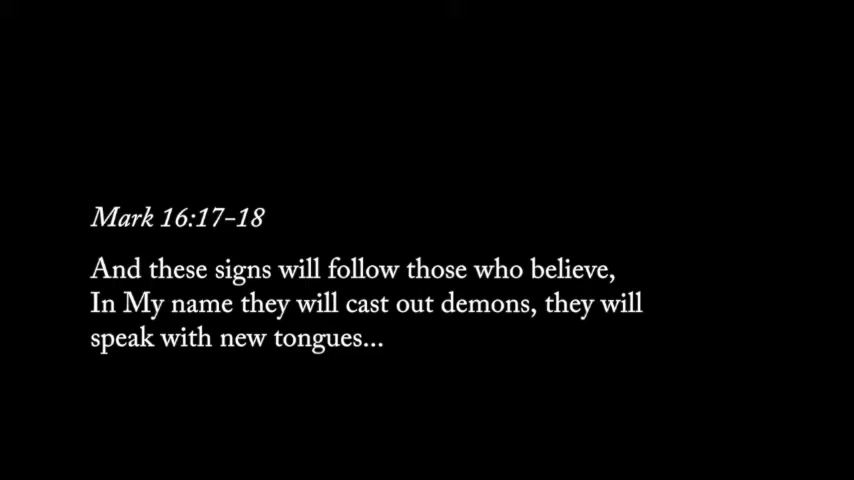 Mark 16:17-18
And these signs will follow those who believe,
In My name they will cast out demons, they will
speak with new tongues...